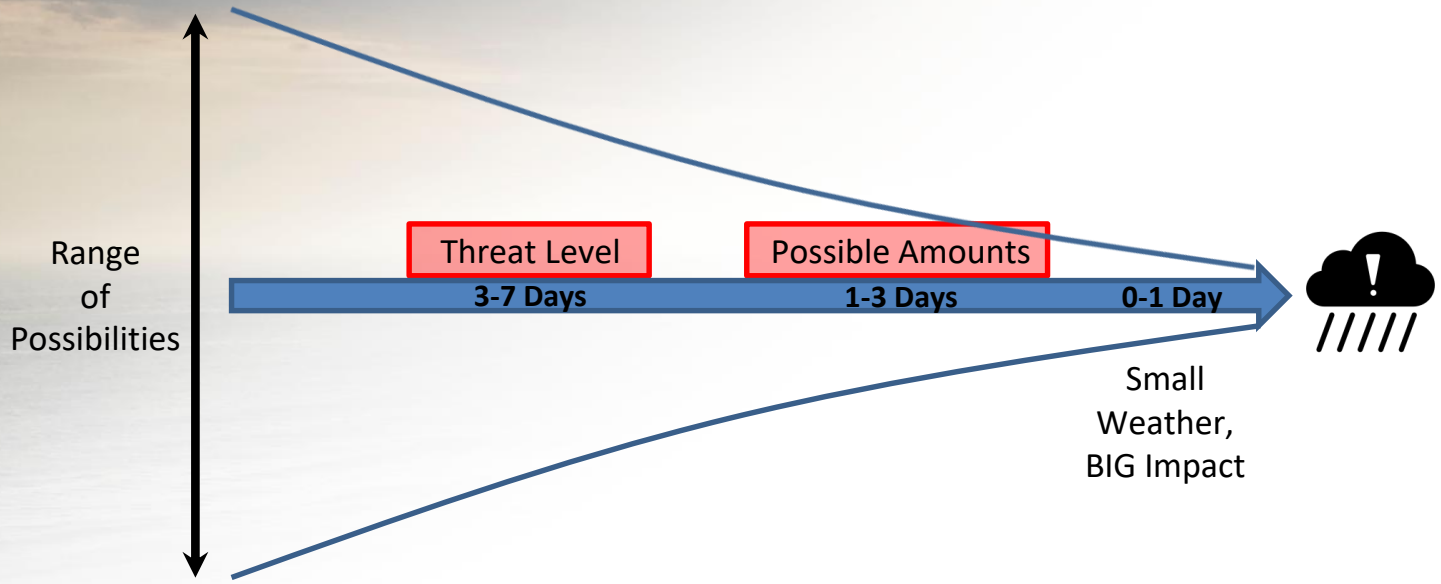 Range
of
Possibilities
Threat Level
Possible Amounts
3-7 Days
1-3 Days
0-1 Day
!
Small
Weather,
BIG Impact